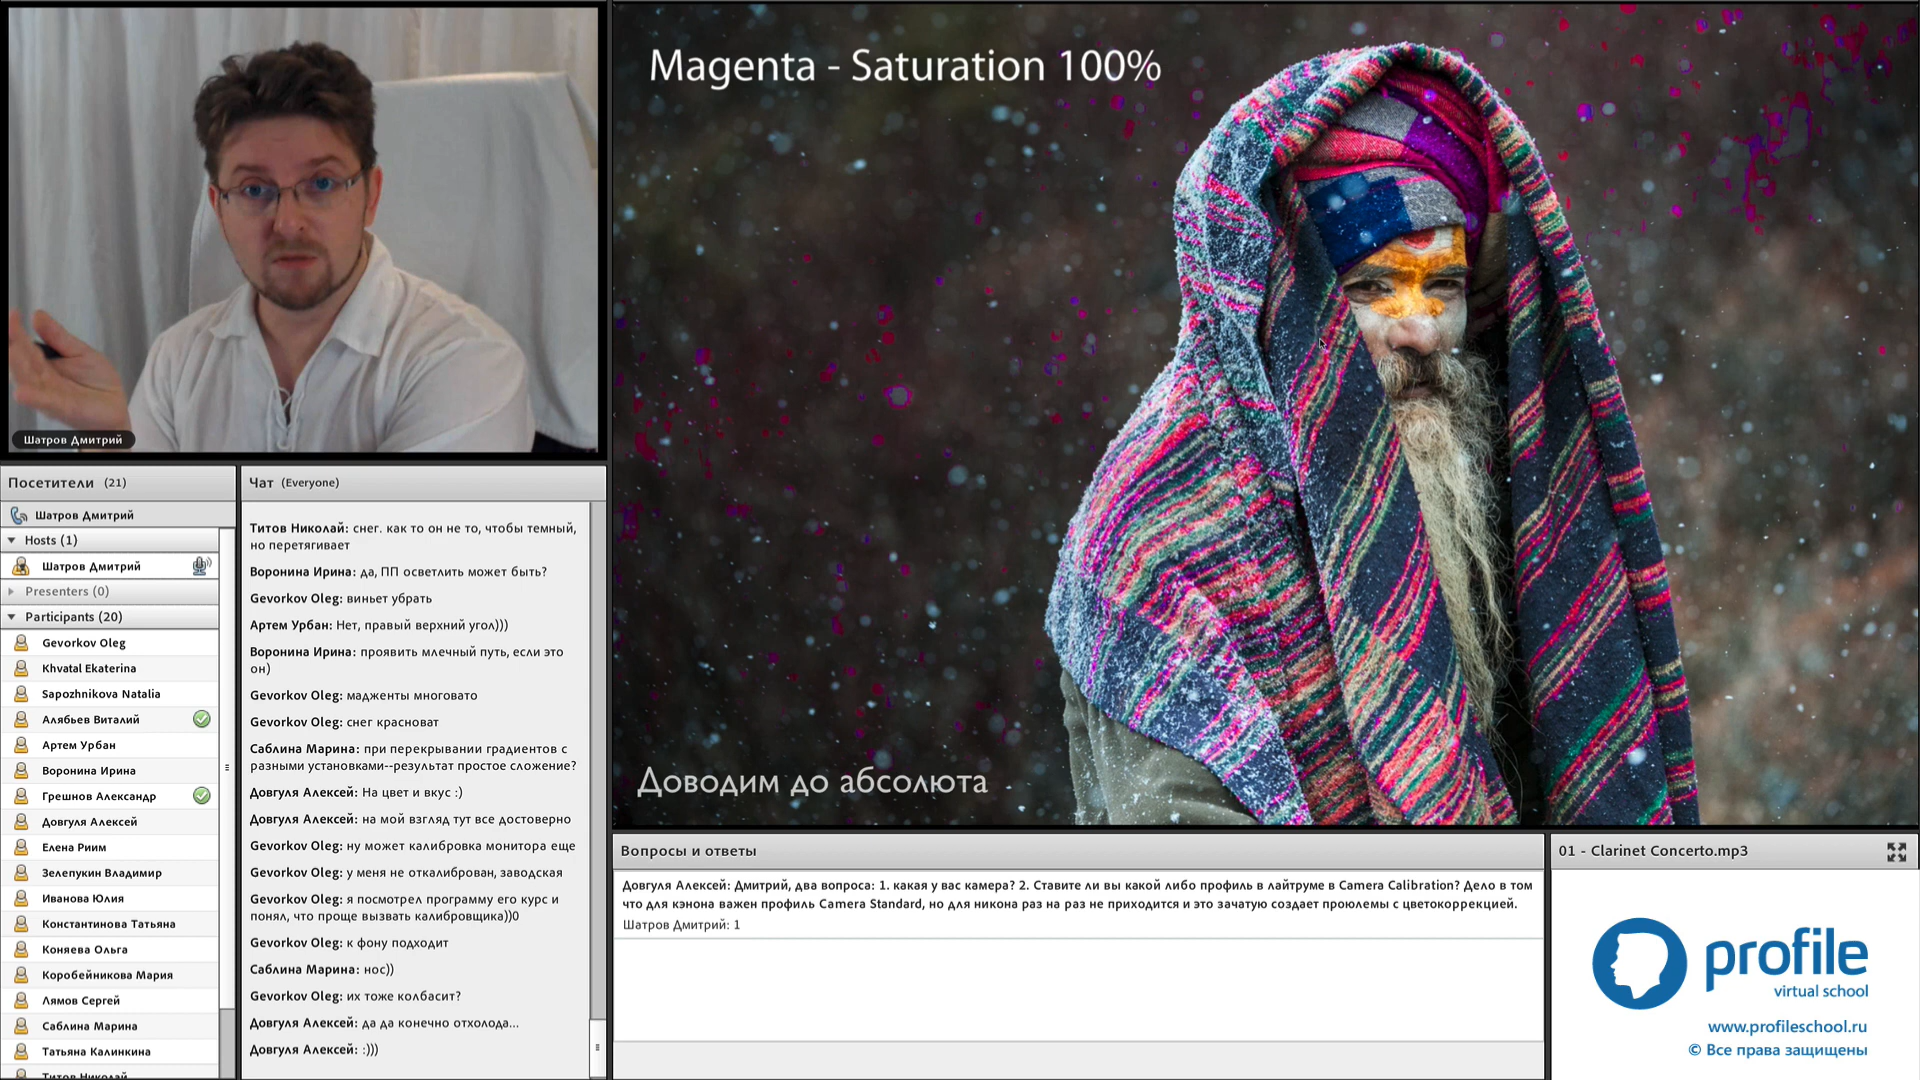 Шатров Дмитрий
Magenta - Saturation 100%
Доводим до абсолюта
Посетители (21)
Шатров Дмитрий
Hosts (1)
Шатров Дмитрий
Presenters (0)
Participants (20)
Gevorkov Oleg
Khvatal Ekaterina
Sapozhnikova Natalia
Алябьев Виталий
Артем Урбан
Воронина Ирина
Грешнов Александр
Довгуля Алексей
Елена Риим
Зелепукин Владимир
Иванова Юлия
Константинова Татьяна
Коняева Ольга
Коробейникова Мария
Лямов Сергей
Саблина Марина
Татьяна Калинкина
Титов Николай
Чат (Everyone)
Титов Николай: снег. как то он не то, чтобы темный,
но перетягивает
Воронина Ирина: да, ПП осветлить может быть?
Gevorkov Oleg: виньет убрать
Артем Урбан: Нет, правый верхний угол)))
Воронина Ирина: проявить млечный путь, если это
он)
Gevorkov Oleg: мадженты многовато
Gevorkov Oleg: снег красноват
Саблина Марина: при перекрывании градиентов с
разными установками--результат простое сложение?
Довгуля Алексей: На цвет и вкус :)
Довгуля Алексей: на мой взгляд тут все достоверно
Gevorkov Oleg: ну может калибровка монитора еще
Gevorkov Oleg: у меня не откалиброван, заводская
Gevorkov Oleg: я посмотрел программу его курс и
понял, что проще вызвать калибровщика))0
Gevorkov Oleg: к фону подходит
Саблина Марина: нос))
Gevorkov Oleg: их тоже колбасит?
Довгуля Алексей: да да конечно отхолода...
Довгуля Алексей: :)))
Вопросы и ответы
Довгуля Алексей: Дмитрий, два вопроса: 1. какая у вас камера? 2. Ставите ли вы какой либо профиль в лайтруме в Camera Calibration? Дело в том
что для кэнона важен профиль Camera Standard, но для никона раз на раз не приходится и это зачатую создает проюлемы с цветокоррекцией.
Шатров Дмитрий: 1
01 - Clarinet Concerto.mp3
profile
virtual school
www.profileschool.ru
© Все права защищены